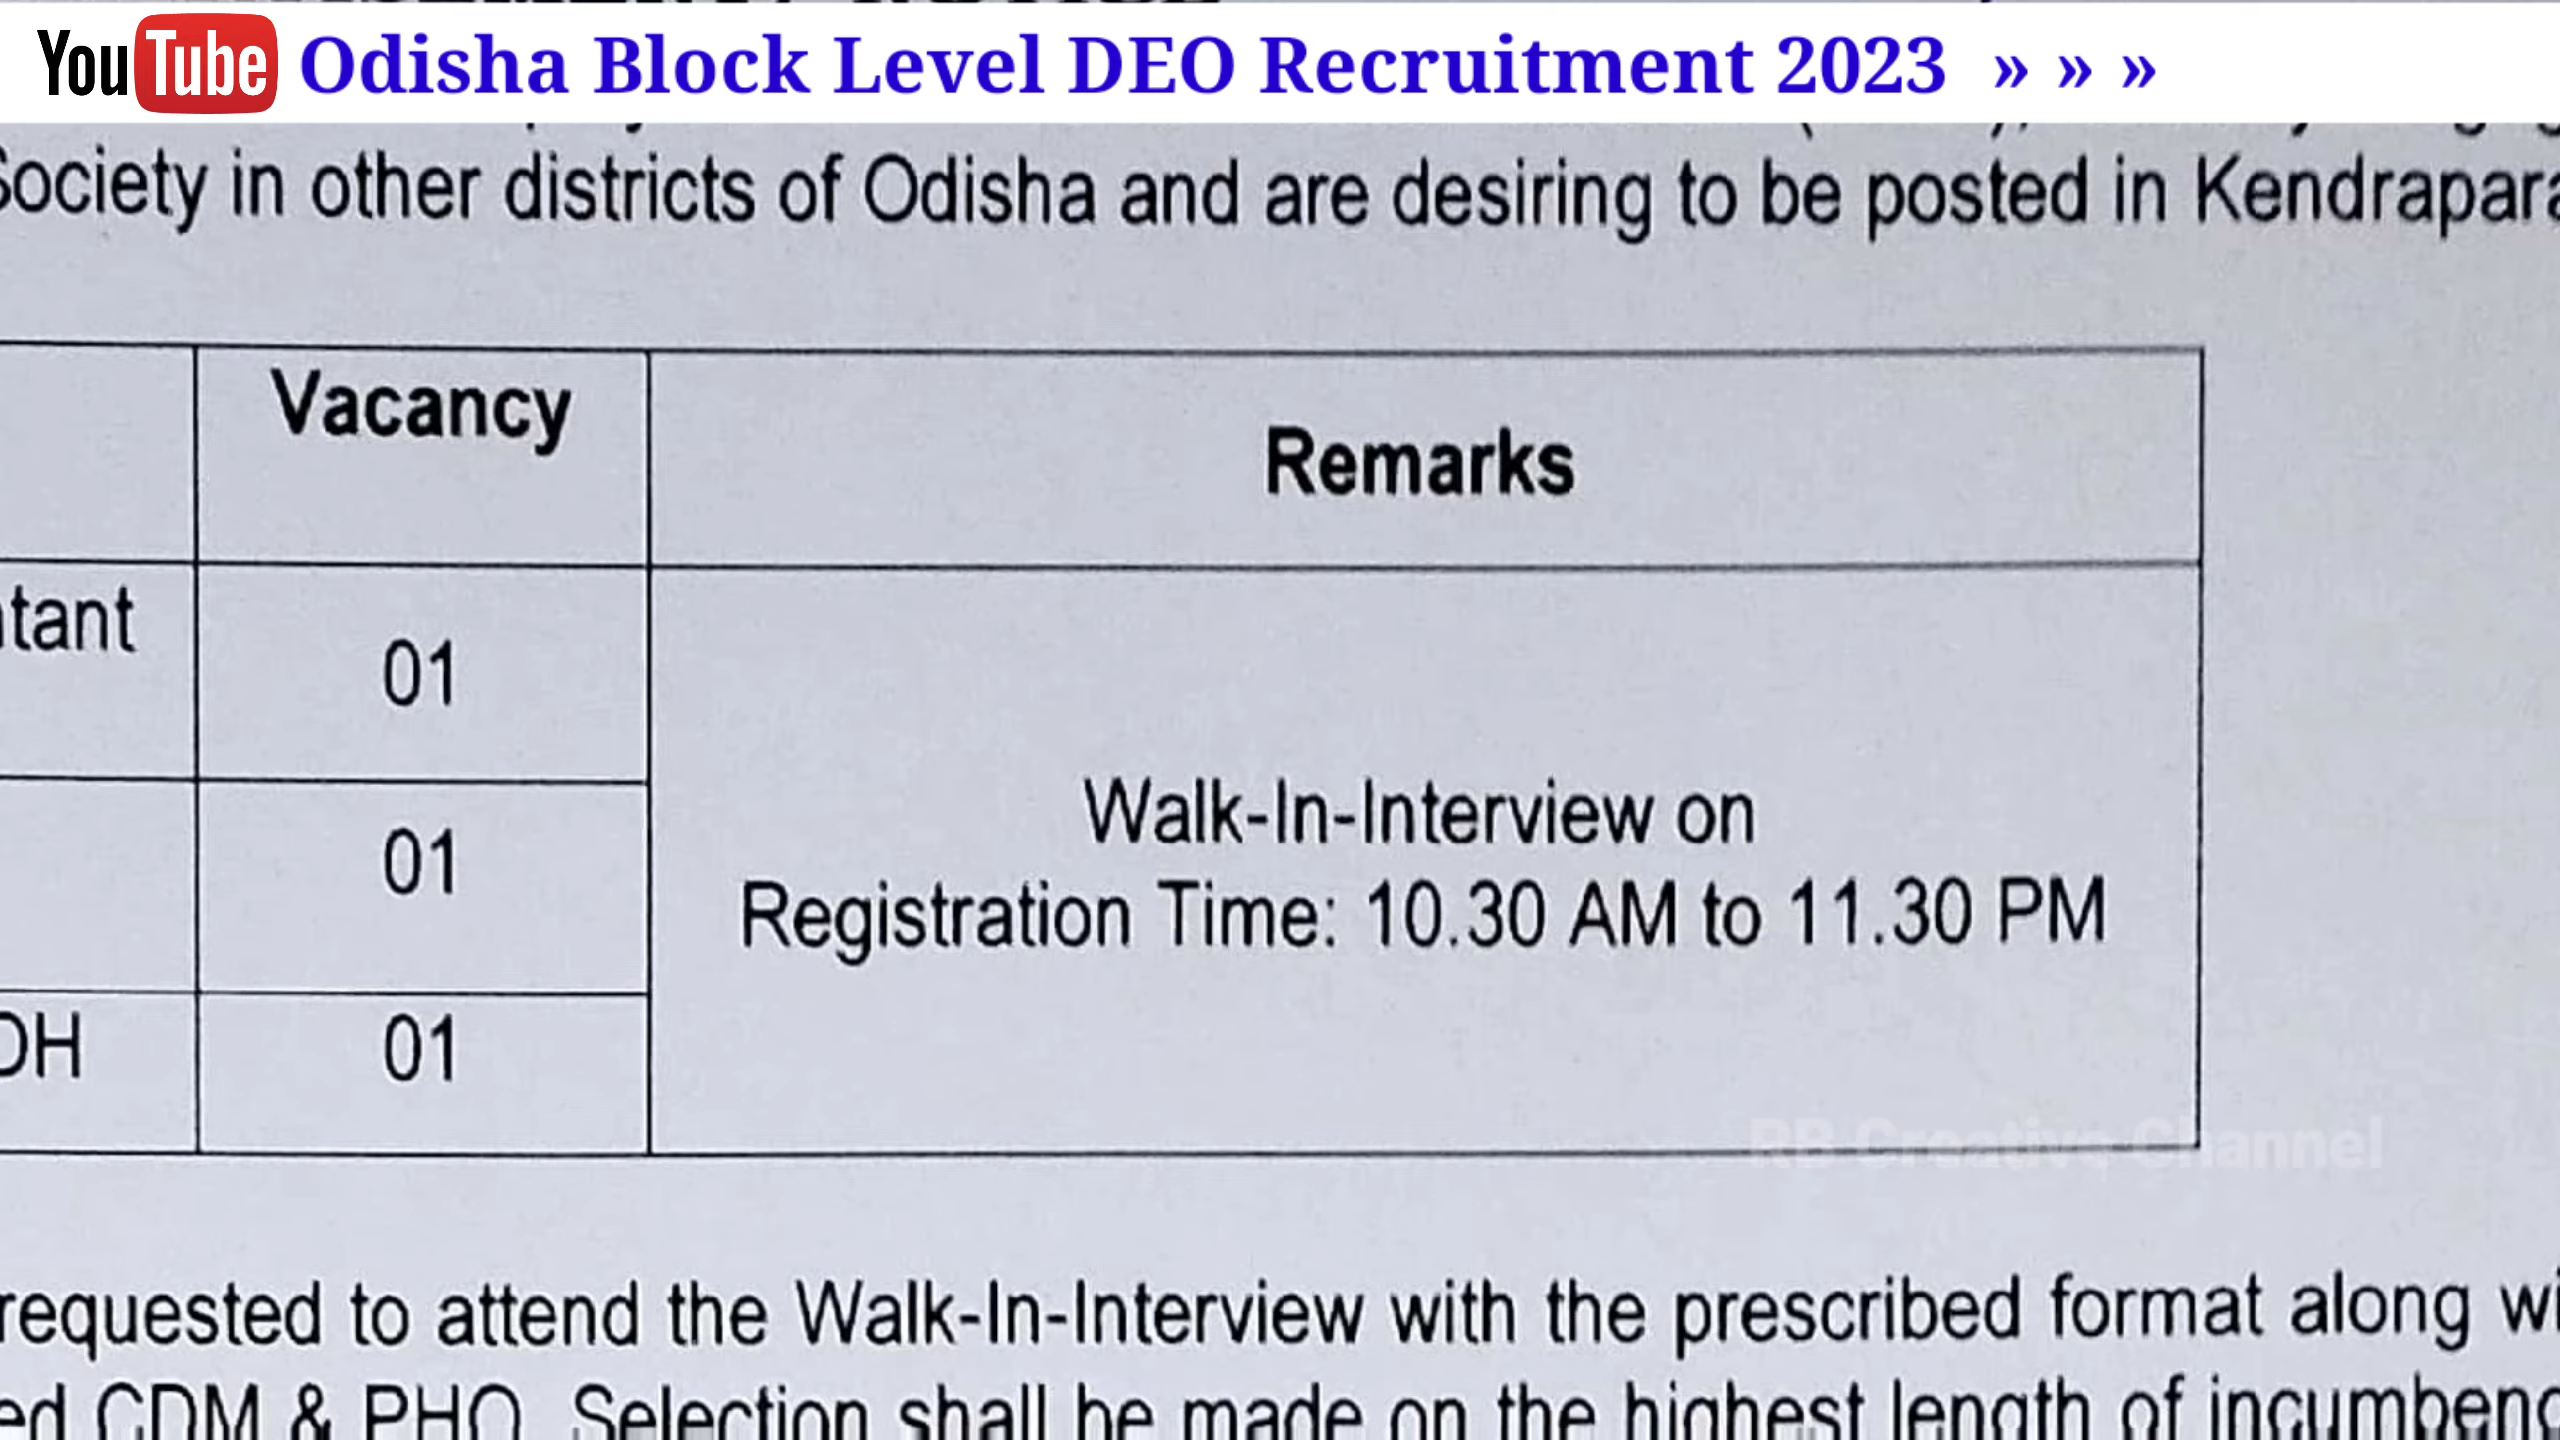 YouTube Odisha Block Level DEO Recruitment 2023 » » »
Society in other districts of Odisha and are desiring to be posted in Kendrapara
Vacancy
Remarks
tant
01
01
Walk-In-Interview on
Registration Time: 10.30 AM to 11.30 PM
DH
01
RB Creative Channel
requested to attend the Walk-In-Interview with the prescribed format along wi
ed CDM & PHO. Selection shall be made on the highest length of incumbenc